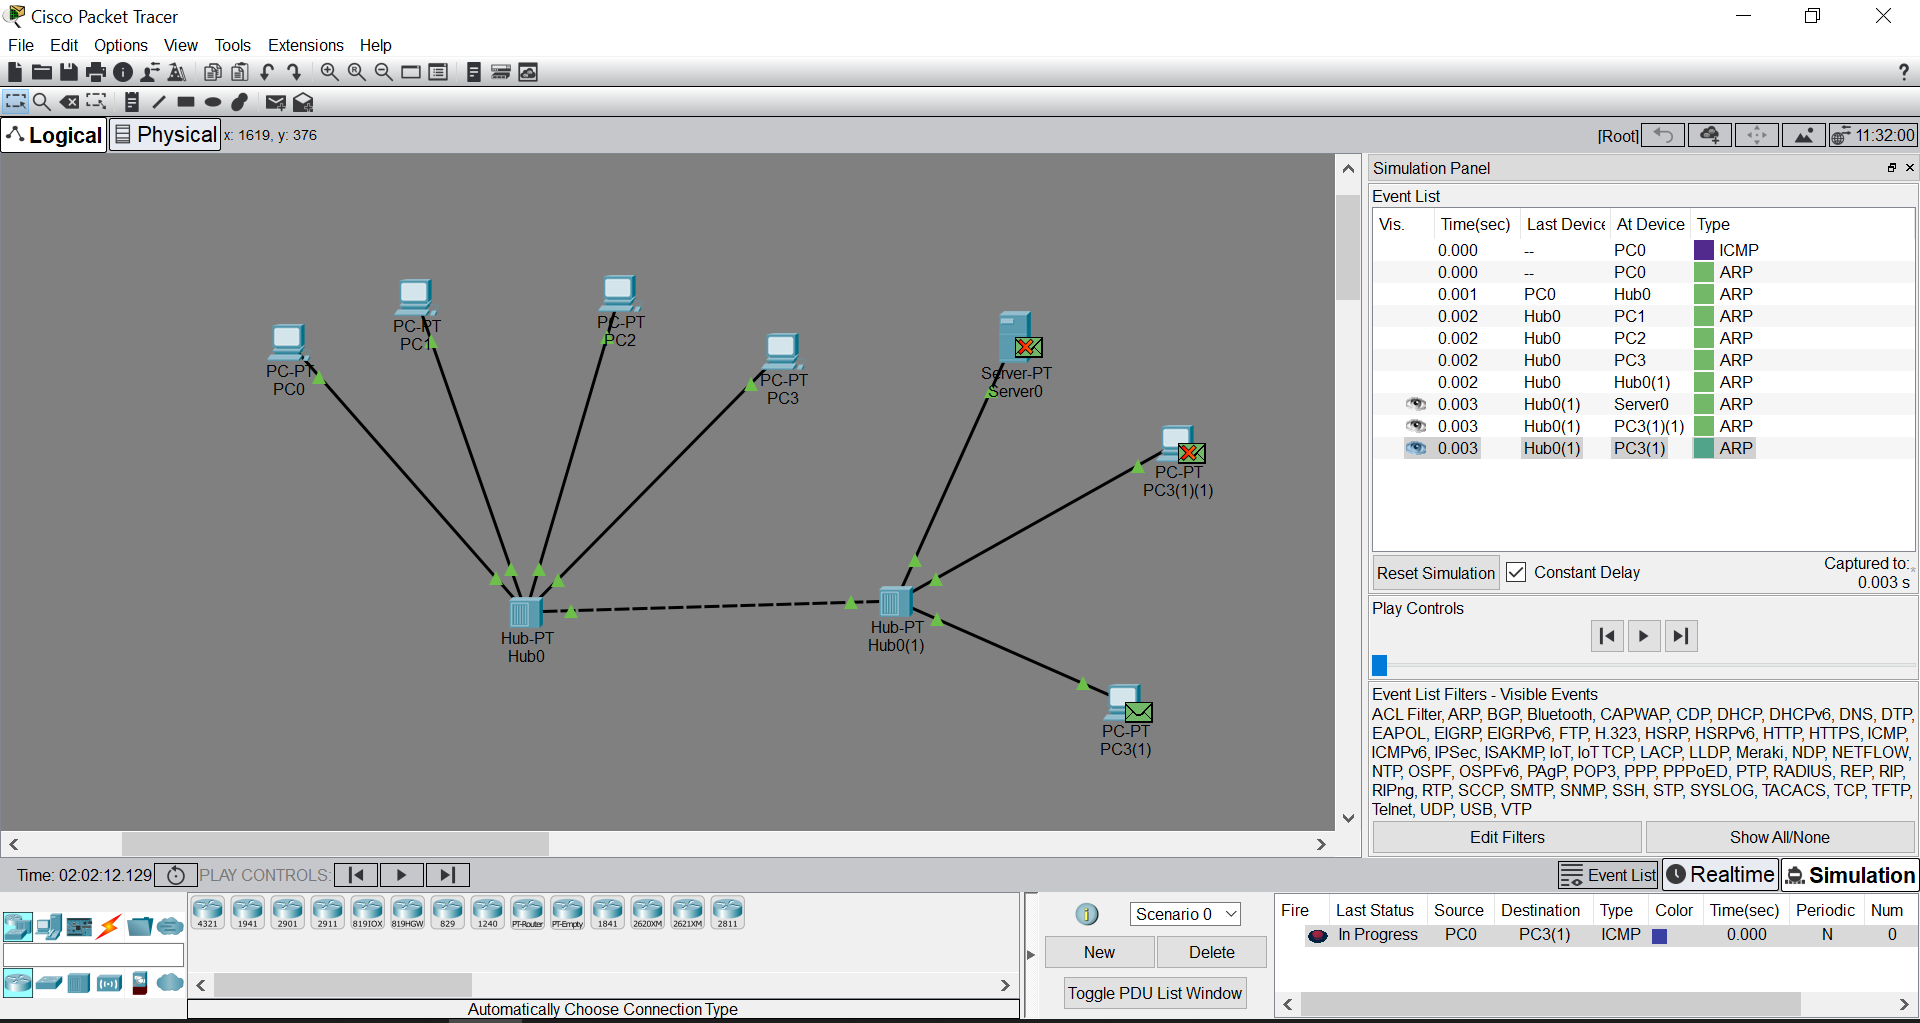 Cisco Packet Tracer
File Edit Options View Tools Extensions Help
?
Logical Physical x: 1619, y: 376 [Root] 11:32:00
PC-PT
PC0
PC-PT
PC1
PC-PT
PC2
PC-PT
PC3
Server-PT
Server0
PC-PT
PC3(1)(1)
Hub-PT
Hub0
Hub-PT
Hub0(1)
PC-PT
PC3(1)
Simulation Panel
Event List
Vis. Time(sec) Last Device At Device Type
0.000 -- PC0 ICMP
0.000 -- PC0 ARP
0.001 PC0 Hub0 ARP
0.002 Hub0 PC1 ARP
0.002 Hub0 PC2 ARP
0.002 Hub0 PC3 ARP
0.002 Hub0 Hub0(1) ARP
0.003 Hub0(1) Server0 ARP
0.003 Hub0(1) PC3(1)(1) ARP
0.003 Hub0(1) PC3(1) ARP
Reset Simulation Constant Delay Captured to:
0.003 s
Play Controls
Event List Filters - Visible Events
ACL Filter, ARP, BGP, Bluetooth, CAPWAP, CDP, DHCP, DHCPv6, DNS, DTP,
EAPOL, EIGRP, EIGRPv6, FTP, H.323, HSRP, HSRPv6, HTTP, HTTPS, ICMP,
ICMPv6, IPSec, ISAKMP, IoT, IoT TCP, LACP, LLDP, Meraki, NDP, NETFLOW,
NTP, OSPF, OSPFv6, PAgP, POP3, PPP, PPPoED, PTP, RADIUS, REP, RIP,
RIPng, RTP, SCCP, SMTP, SNMP, SSH, STP, SYSLOG, TACACS, TCP, TFTP,
Telnet, UDP, USB, VTP
Edit Filters Show All/None
Time: 02:02:12.129 PLAY CONTROLS: Event List Realtime Simulation
4321 1941 2901 2911 819IOX 819HGW 829 1240 PT-Router PT-Empty 1841 2620XM 2621XM 2811
Automatically Choose Connection Type
Scenario 0
New Delete
Toggle PDU List Window
Fire Last Status Source Destination Type Color Time(sec) Periodic Num
In Progress PC0 PC3(1) ICMP 0.000 N 0